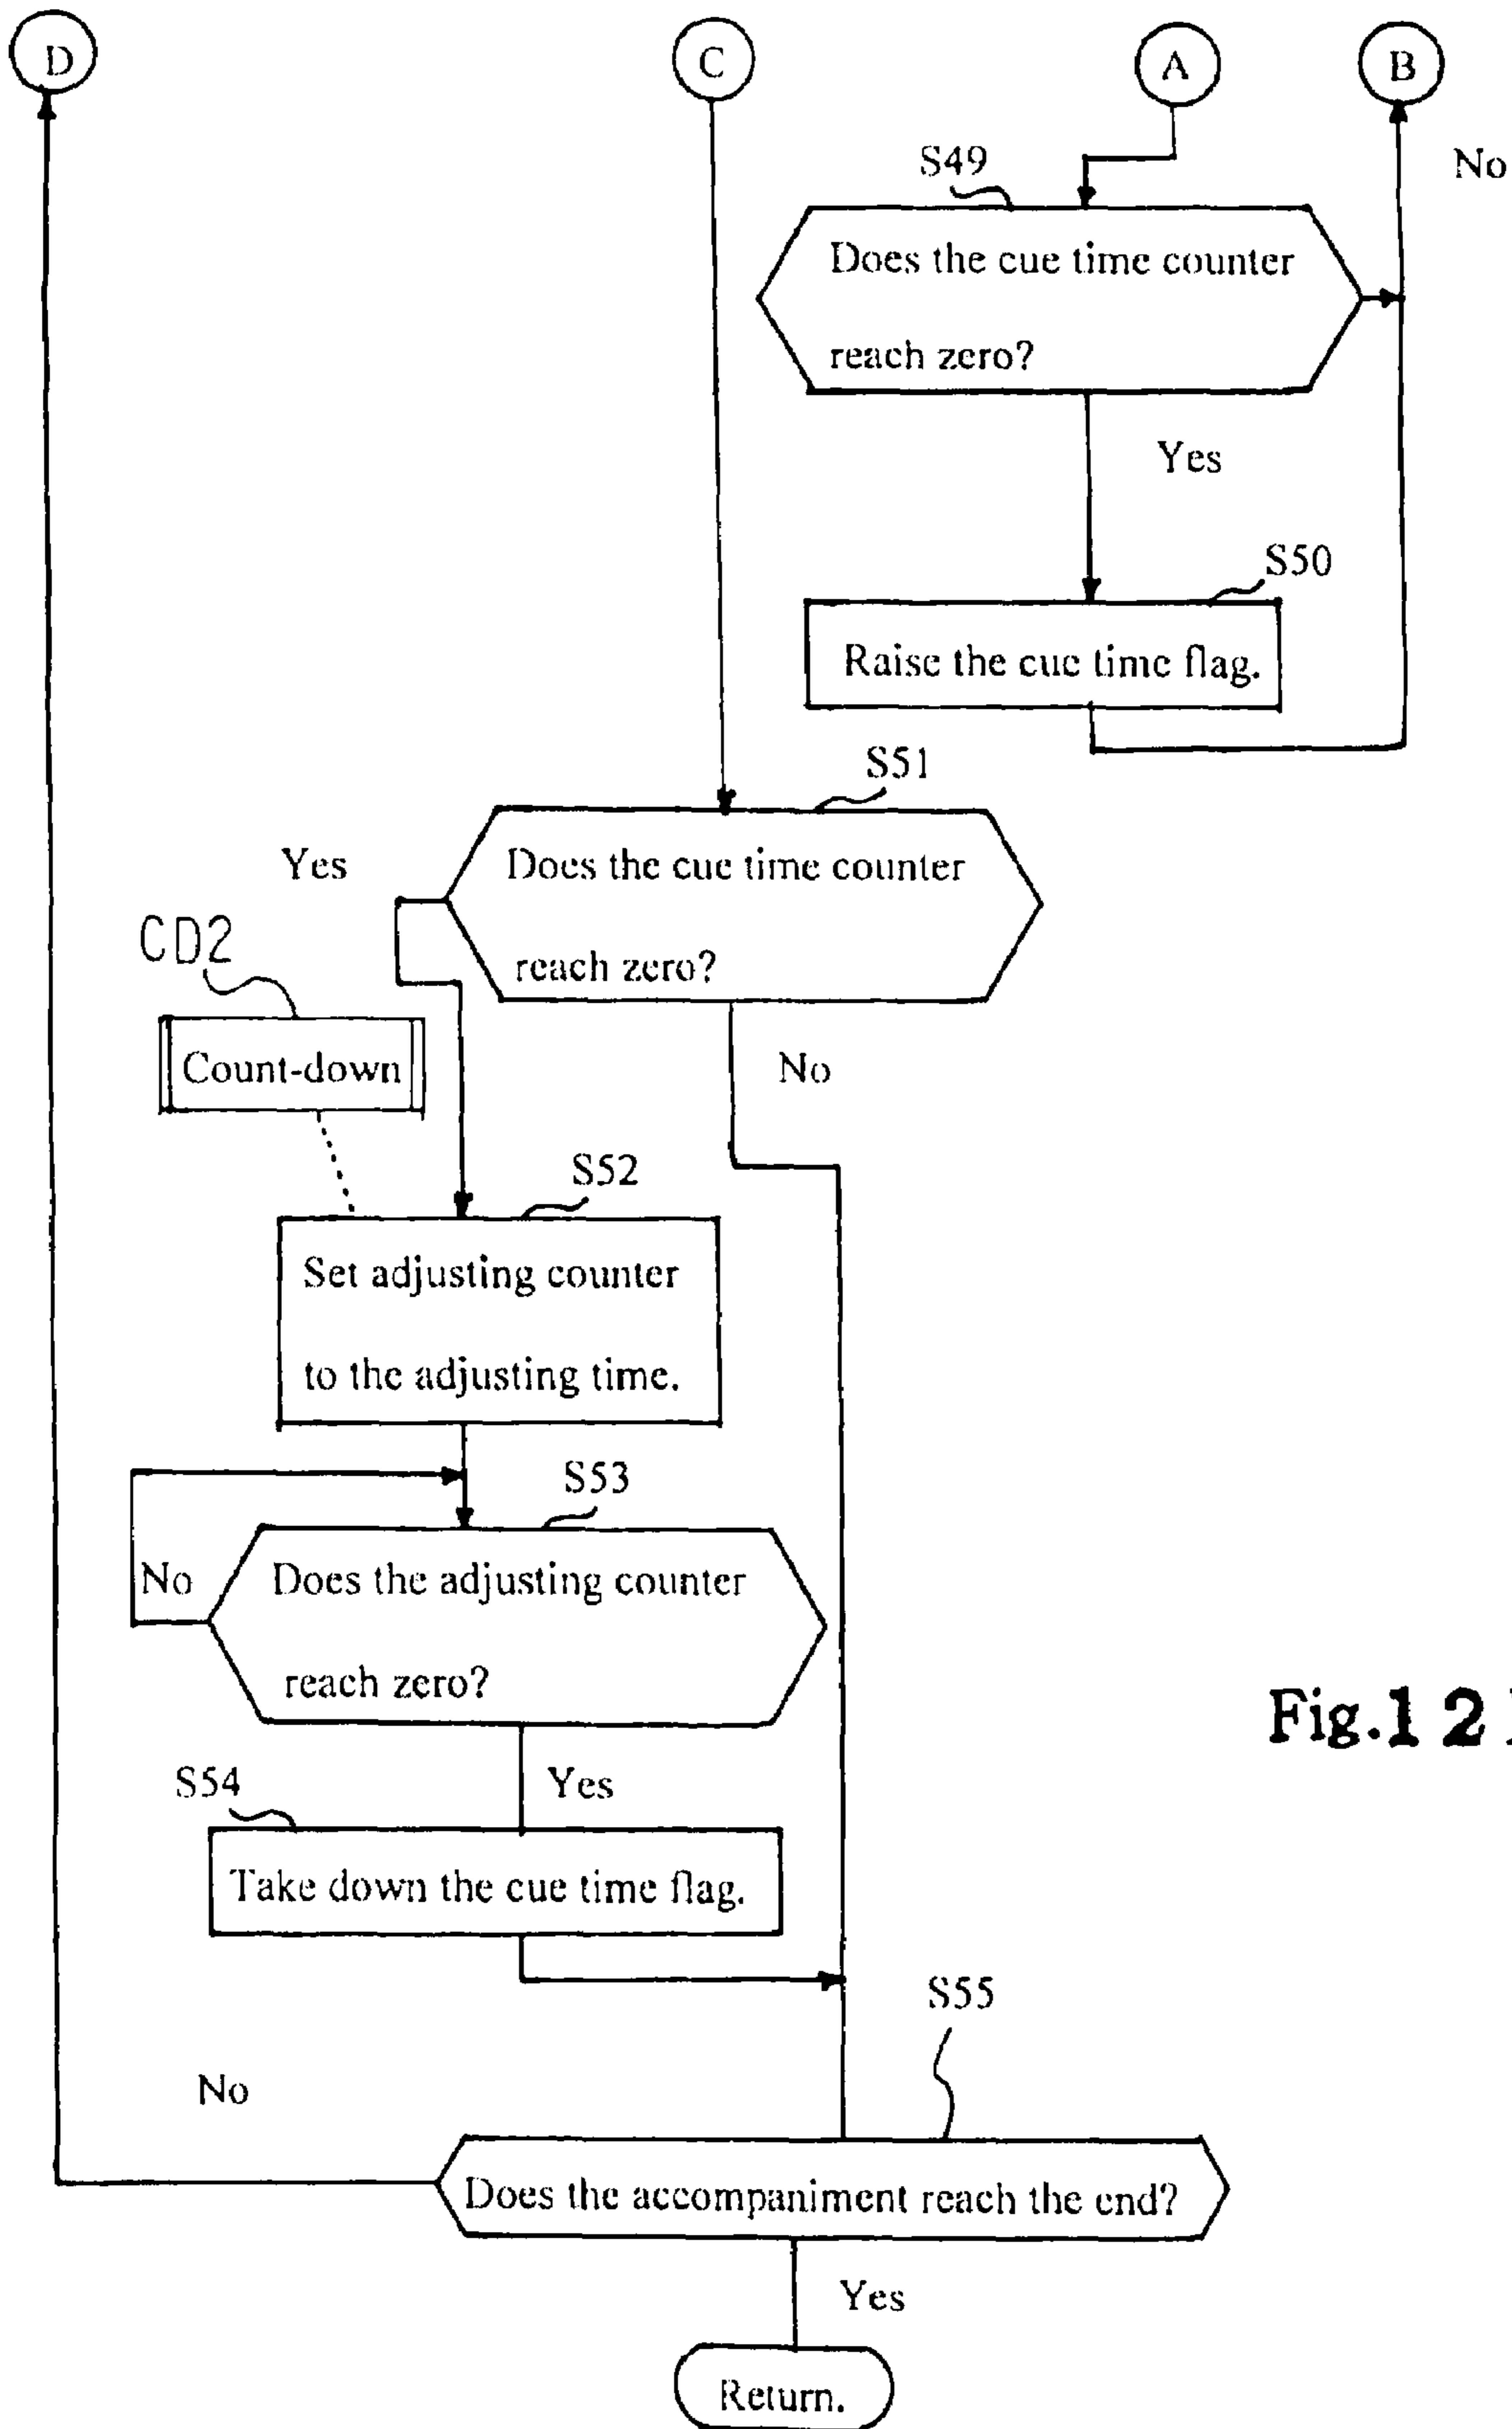 D
C
A
B
S49
No
Does the cue time counter
reach zero?
Yes
S50
Raise the cue time flag.
S51
Yes
Does the cue time counter
reach zero?
CD2
Count-down
No
S52
Set adjusting counter
to the adjusting time.
S53
No
Does the adjusting counter
reach zero?
Yes
S54
Take down the cue time flag.
S55
No
Does the accompaniment reach the end?
Yes
Return.
Fig.12